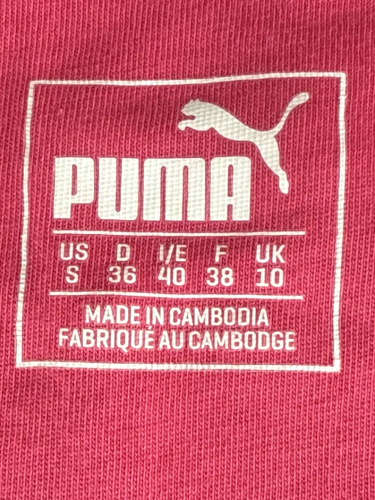 PUMA
US D I/E F UK
S 36 40 38 10
MADE IN CAMBODIA
FABRIQUÉ AU CAMBODGE